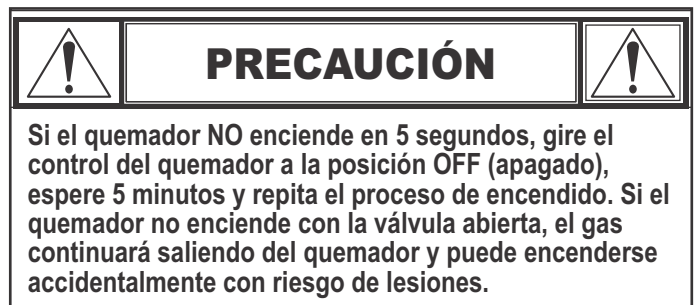 PRECAUCIÓN
Si el quemador NO enciende en 5 segundos, gire el
control del quemador a la posición OFF (apagado),
espere 5 minutos y repita el proceso de encendido. Si el
quemador no enciende con la válvula abierta, el gas
continuará saliendo del quemador y puede encenderse
accidentalmente con riesgo de lesiones.